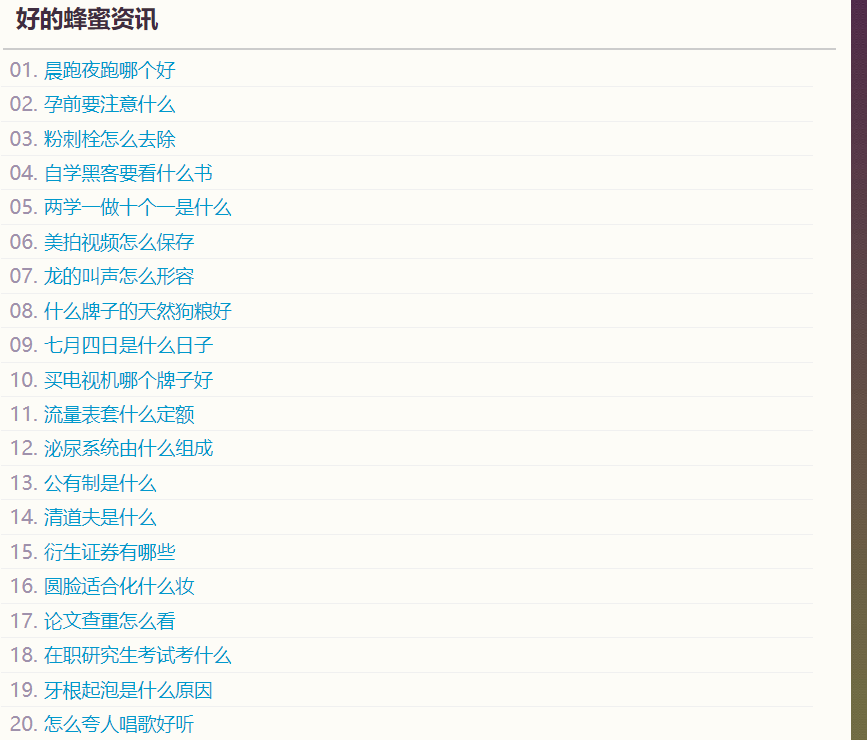 好的蜂蜜资讯
01. 晨跑夜跑哪个好
02. 孕前要注意什么
03. 粉刺栓怎么去除
04. 自学黑客要看什么书
05. 两学一做十个一是什么
06. 美拍视频怎么保存
07. 龙的叫声怎么形容
08. 什么牌子的天然狗粮好
09. 七月四日是什么日子
10. 买电视机哪个牌子好
11. 流量表套什么定额
12. 泌尿系统由什么组成
13. 公有制是什么
14. 清道夫是什么
15. 衍生证券有哪些
16. 圆脸适合化什么妆
17. 论文查重怎么看
18. 在职研究生考试考什么
19. 牙根起泡是什么原因
20. 怎么夸人唱歌好听